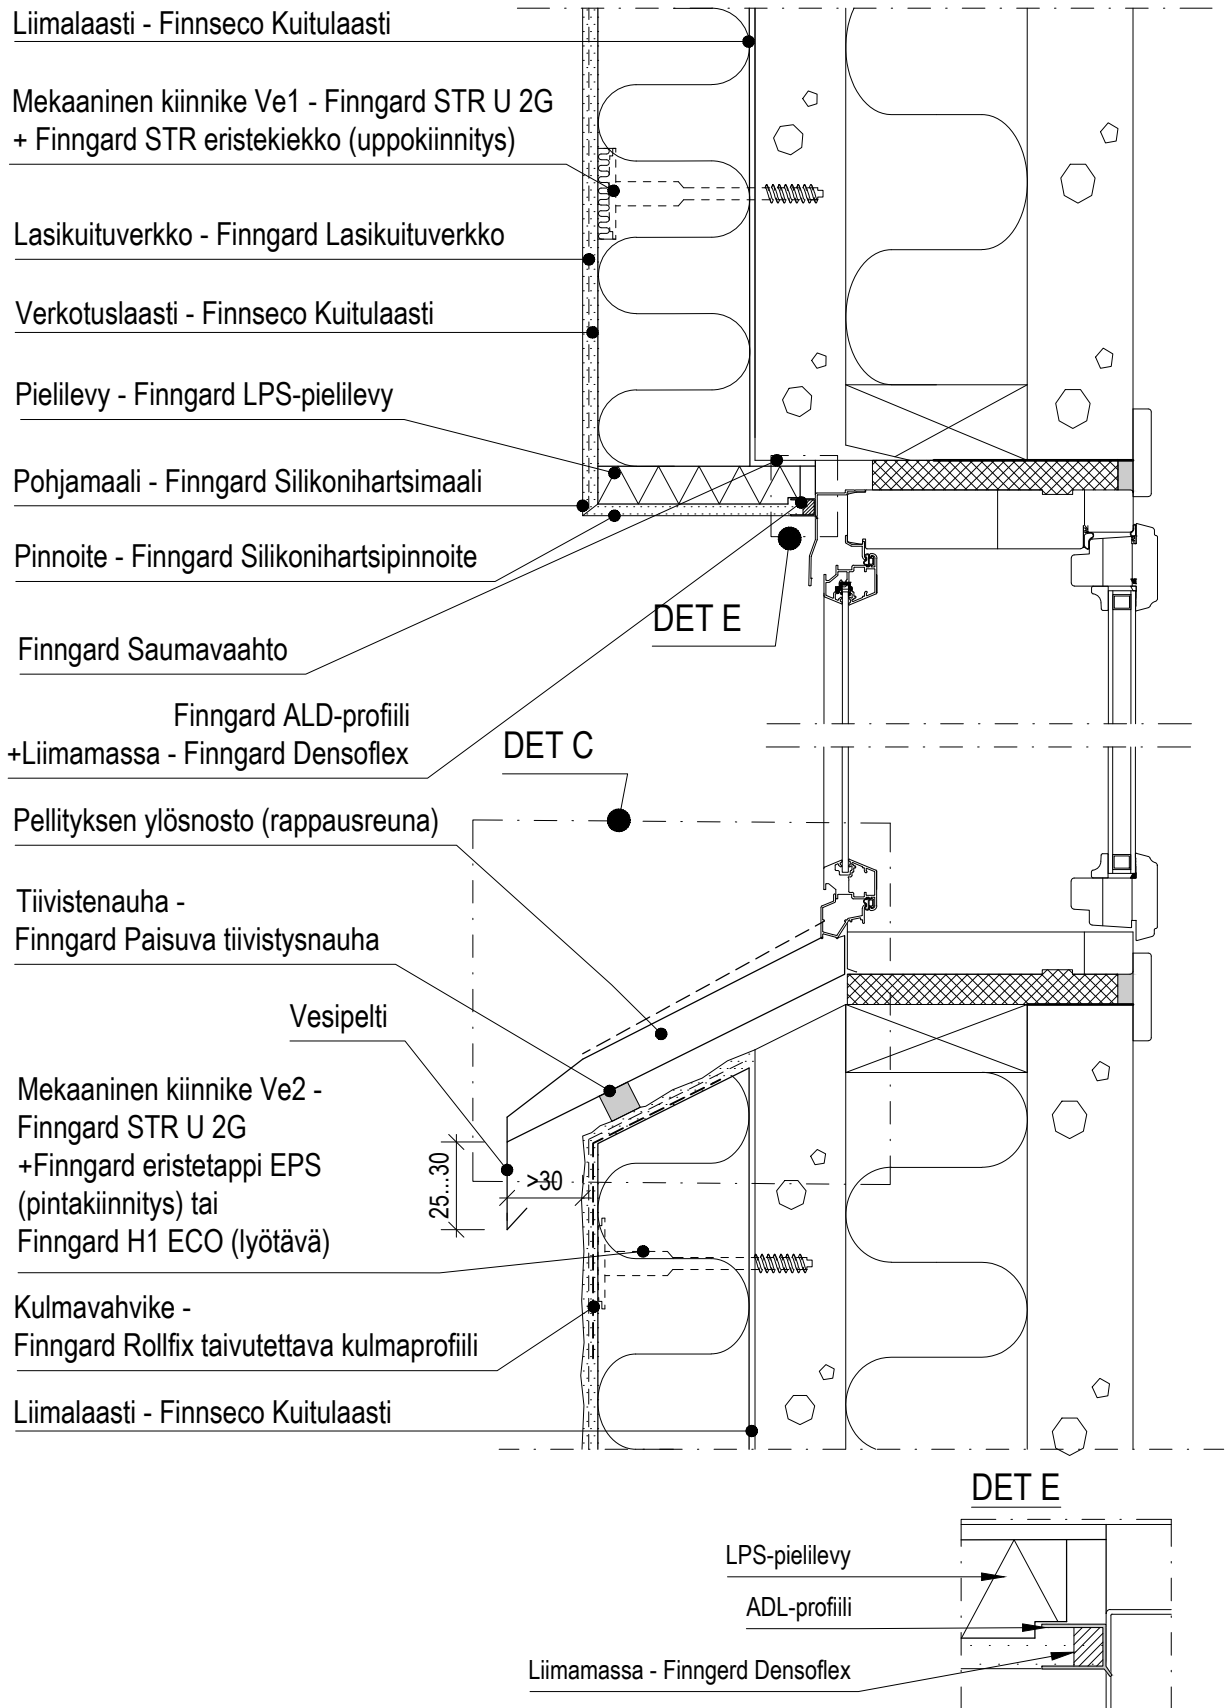 Liimalaasti - Finnseco Kuitulaasti
Mekaaninen kiinnike Ve1 - Finngard STR U 2G
+ Finngard STR eristekiekko (uppokiinnitys)
Lasikuituverkko - Finngard Lasikuituverkko
Verkotuslaasti - Finnseco Kuitulaasti
Pielilevy - Finngard LPS-pielilevy
Pohjamaali - Finngard Silikonihartsimaali
Pinnoite - Finngard Silikonihartsipinnoite
DET E
Finngard Saumavaahto
Finngard ALD-profiili
+Liimamassa - Finngard Densoflex
DET C
Pellityksen ylösnosto (rappausreuna)
Tiivistenauha -
Finngard Paisuva tiivistysnauha
Vesipelti
Mekaaninen kiinnike Ve2 -
Finngard STR U 2G
+Finngard eristetappi EPS
(pintakiinnitys) tai
Finngard H1 ECO (lyötävä)
25...30
>30
Kulmavahvike -
Finngard Rollfix taivutettava kulmaprofiili
Liimalaasti - Finnseco Kuitulaasti
DET E
LPS-pielilevy
ADL-profiili
Liimamassa - Finngerd Densoflex